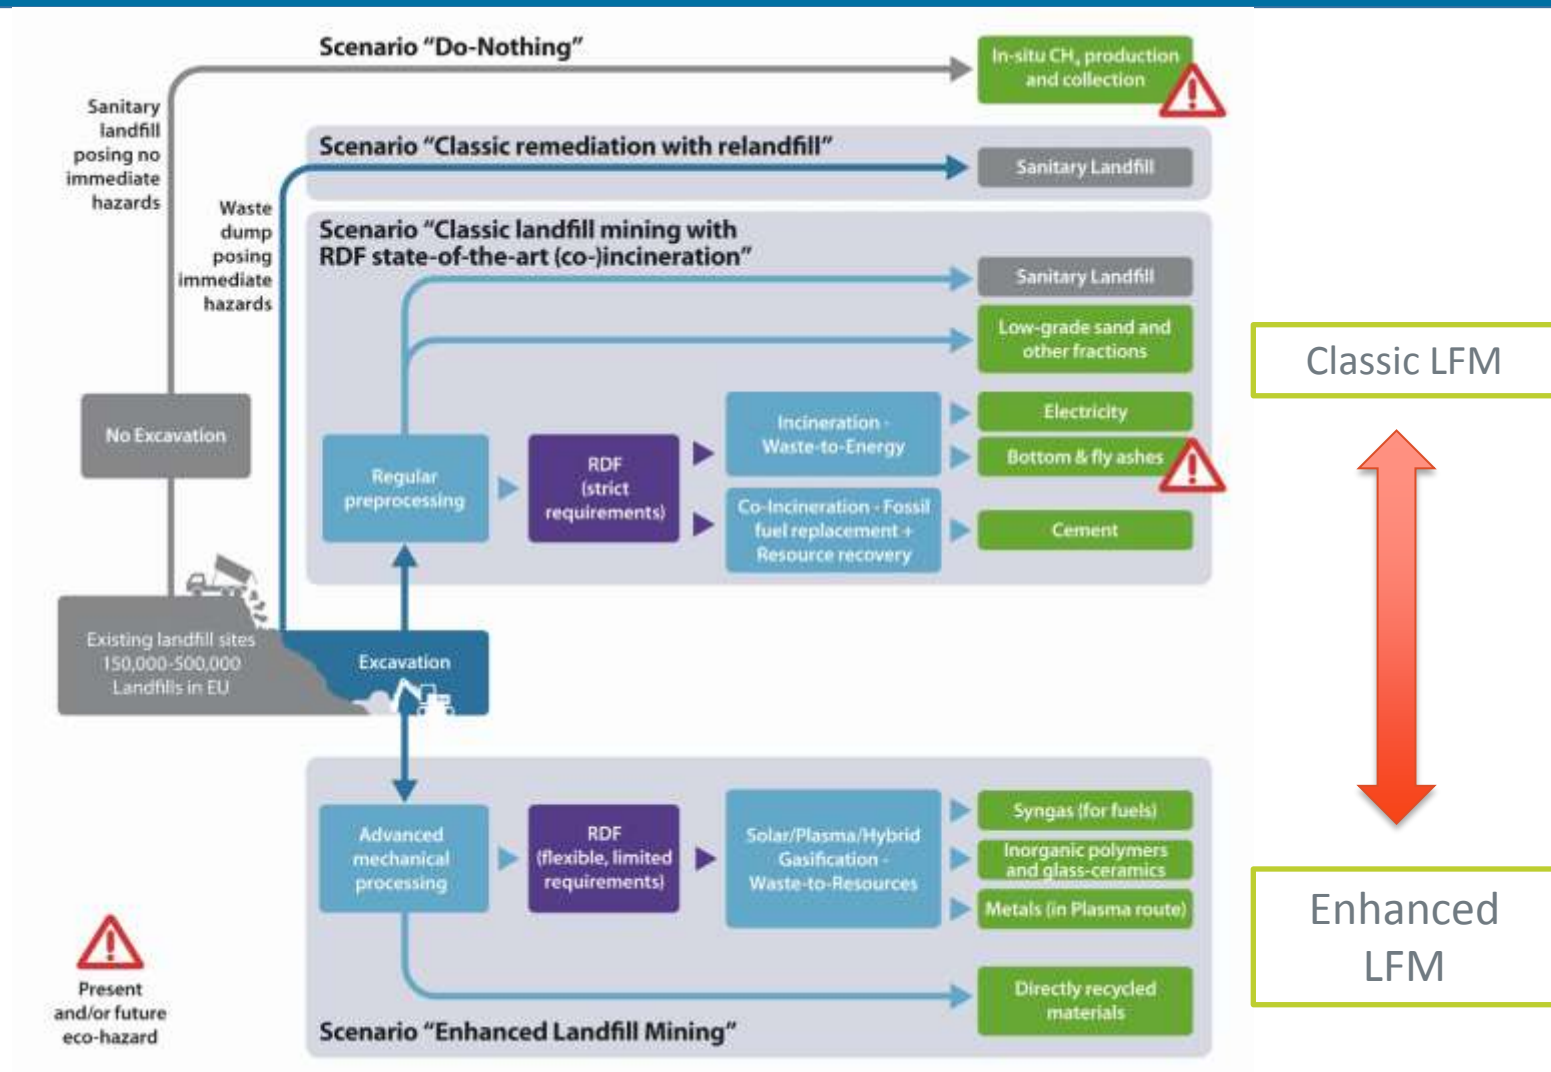 Scenario “Do-Nothing”
In-situ CH₄ production
and collection
Sanitary
landfill
posing no
immediate
hazards
Scenario “Classic remediation with relandfill”
Sanitary Landfill
Waste
dump
posing
immediate
hazards
Scenario “Classic landfill mining with
RDF state-of-the-art (co-)incineration”
Sanitary Landfill
Low-grade sand and
other fractions
Classic LFM
No Excavation
Regular
preprocessing
RDF
(strict
requirements)
Incineration -
Waste-to-Energy
Electricity
Bottom & fly ashes
Co-Incineration - Fossil
fuel replacement +
Resource recovery
Cement
Existing landfill sites
150,000-500,000
Landfills in EU
Excavation
Advanced
mechanical
processing
RDF
(flexible, limited
requirements)
Solar/Plasma/Hybrid
Gasification -
Waste-to-Resources
Syngas (for fuels)
Inorganic polymers
and glass-ceramics
Metals (in Plasma route)
Enhanced
LFM
Directly recycled
materials
Present
and/or future
eco-hazard
Scenario “Enhanced Landfill Mining”